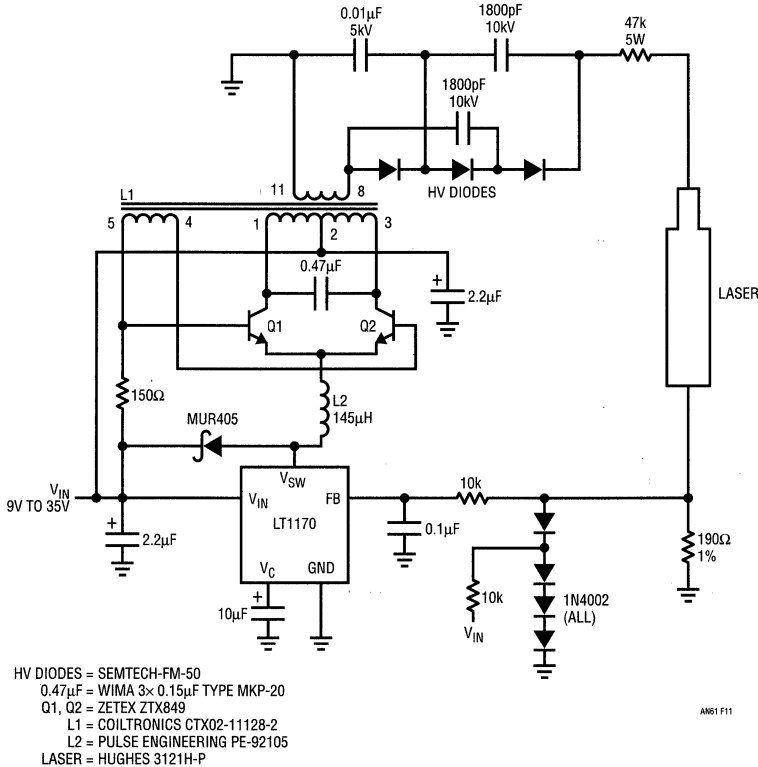 0.01µF
5kV
1800pF
10kV
47k
5W
1800pF
10kV
HV DIODES
L1
11
8
5
4
1
2
3
0.47µF
2.2µF
Q1
Q2
LASER
150Ω
L2
145µH
MUR405
VSW
VIN
9V TO 35V
VIN
FB
LT1170
VC
GND
10k
0.1µF
190Ω
1%
2.2µF
10µF
10k
VIN
1N4002
(ALL)
HV DIODES = SEMTECH-FM-50
0.47µF = WIMA 3× 0.15µF TYPE MKP-20
Q1, Q2 = ZETEX ZTX849
L1 = COILTRONICS CTX02-11128-2
L2 = PULSE ENGINEERING PE-92105
LASER = HUGHES 3121H-P
AN61 F11